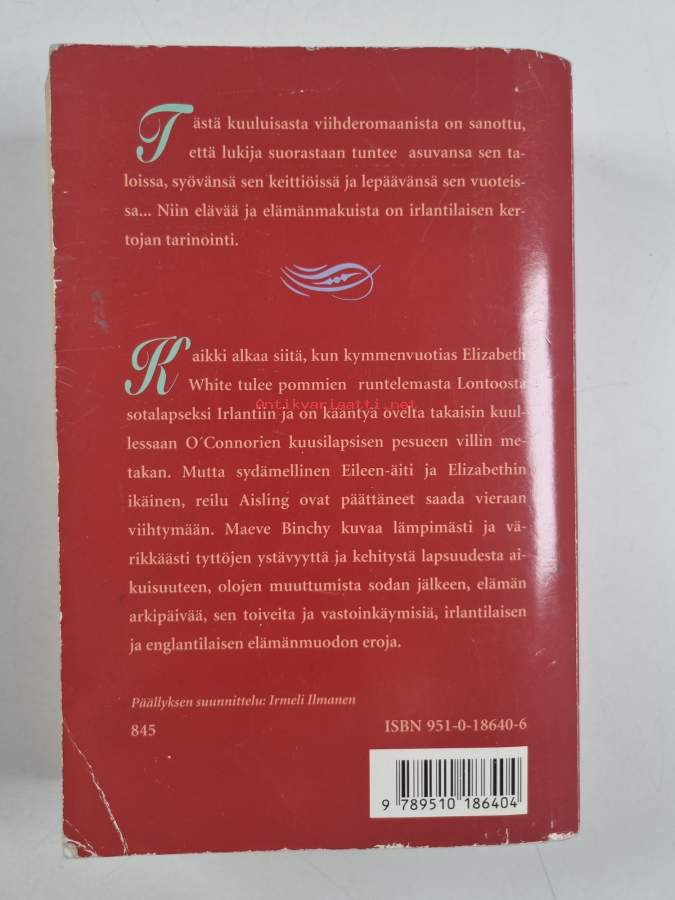 Tästä kuuluisasta viihderomaanista on sanottu,
että lukija suorastaan tuntee asuvansa sen ta-
loissa, syövänsä sen keittiöissä ja lepäävänsä sen vuoteis-
sa... Niin elävää ja elämänmakuista on irlantilaisen ker-
tojan tarinointi.
Kaikki alkaa siitä, kun kymmenvuotias Elizabeth
White tulee pommien runtelemasta Lontoosta
Antikvariaatti.net
sotalapseksi Irlantiin ja on kääntyä ovelta takaisin kuul-
lessaan O´Connorien kuusilapsisen pesueen villin me-
takan. Mutta sydämellinen Eileen-äiti ja Elizabethin
ikäinen, reilu Aisling ovat päättäneet saada vieraan
viihtymään. Maeve Binchy kuvaa lämpimästi ja vä-
rikkäästi tyttöjen ystävyyttä ja kehitystä lapsuudesta ai-
kuisuuteen, olojen muuttumista sodan jälkeen, elämän
arkipäivää, sen toiveita ja vastoinkäymisiä, irlantilaisen
ja englantilaisen elämänmuodon eroja.
Päällyksen suunnittelu: Irmeli Ilmanen
845 ISBN 951-0-18640-6
9 789510 186404